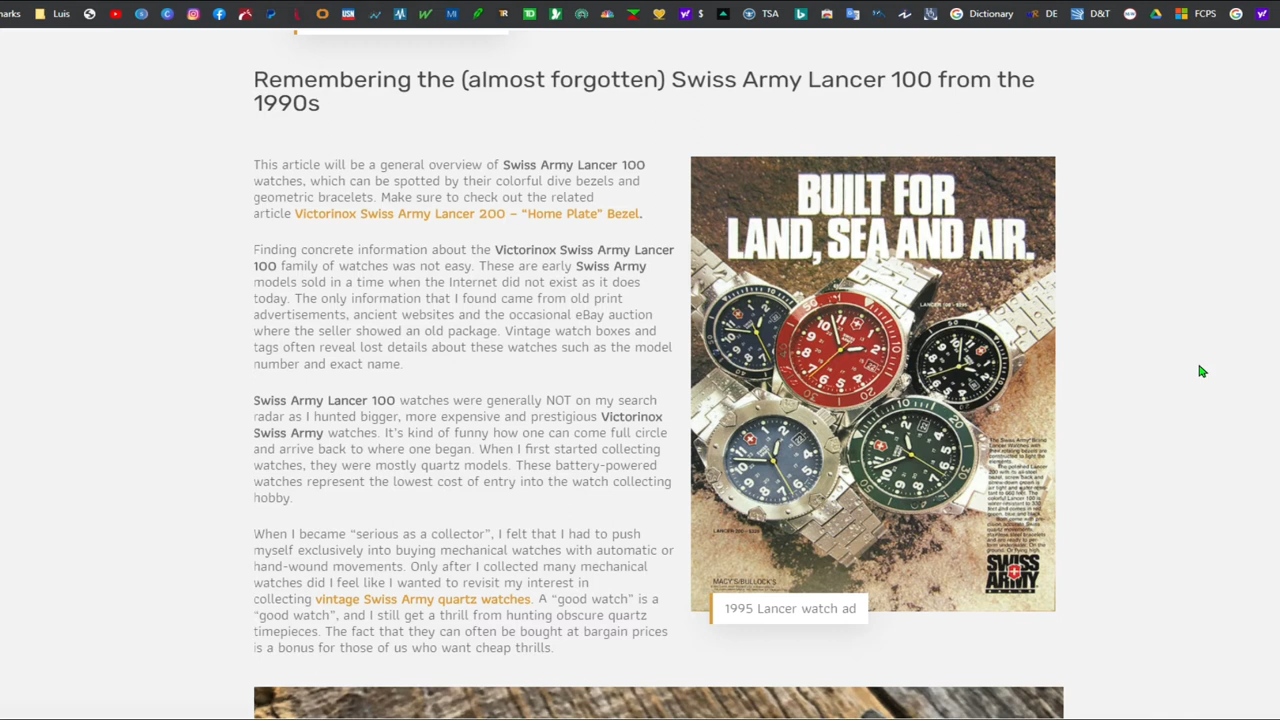 marks
Luis
TSA
Dictionary
DE
D&T
FCPS
Remembering the (almost forgotten) Swiss Army Lancer 100 from the
1990s
This article will be a general overview of Swiss Army Lancer 100
watches, which can be spotted by their colorful dive bezels and
geometric bracelets. Make sure to check out the related
article Victorinox Swiss Army Lancer 200 – “Home Plate” Bezel.
Finding concrete information about the Victorinox Swiss Army Lancer
100 family of watches was not easy. These are early Swiss Army
models sold in a time when the Internet did not exist as it does
today. The only information that I found came from old print
advertisements, ancient websites and the occasional eBay auction
where the seller showed an old package. Vintage watch boxes and
tags often reveal lost details about these watches such as the model
number and exact name.
Swiss Army Lancer 100 watches were generally NOT on my search
radar as I hunted bigger, more expensive and prestigious Victorinox
Swiss Army watches. It’s kind of funny how one can come full circle
and arrive back to where one began. When I first started collecting
watches they were mostly quartz models. These battery-powered
watches represent the lowest cost of entry into the watch collecting
hobby.
When I became “serious as a collector”, I felt that I had to push
myself exclusively into buying mechanical watches with automatic or
hand-wound movements. Only after I collected many mechanical
watches did I feel like I wanted to revisit my interest in
collecting vintage Swiss Army quartz watches. A “good watch” is a
“good watch”, and I still get a thrill from hunting obscure quartz
timepieces. The fact that they can often be bought at bargain prices
is a bonus for those of us who want cheap thrills.
BUILT FOR
LAND, SEA AND AIR.
SWISS
ARMY
MACY'S/BULLOCK'S
1995 Lancer watch ad